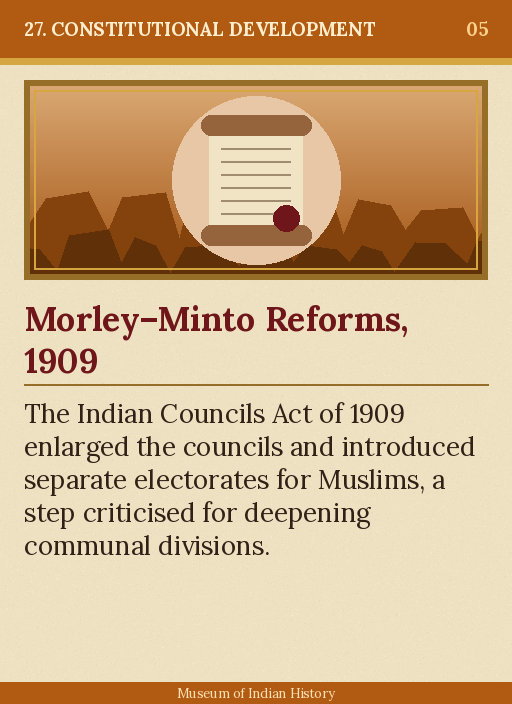 27. CONSTITUTIONAL DEVELOPMENT 05
Morley–Minto Reforms,
1909
The Indian Councils Act of 1909
enlarged the councils and introduced
separate electorates for Muslims, a
step criticised for deepening
communal divisions.
Museum of Indian History